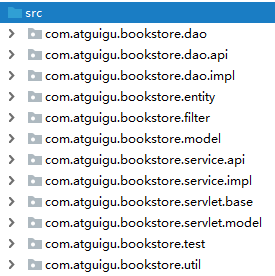 src
com.atguigu.bookstore.dao
com.atguigu.bookstore.dao.api
com.atguigu.bookstore.dao.impl
com.atguigu.bookstore.entity
com.atguigu.bookstore.filter
com.atguigu.bookstore.model
com.atguigu.bookstore.service.api
com.atguigu.bookstore.service.impl
com.atguigu.bookstore.servlet.base
com.atguigu.bookstore.servlet.model
com.atguigu.bookstore.test
com.atguigu.bookstore.util